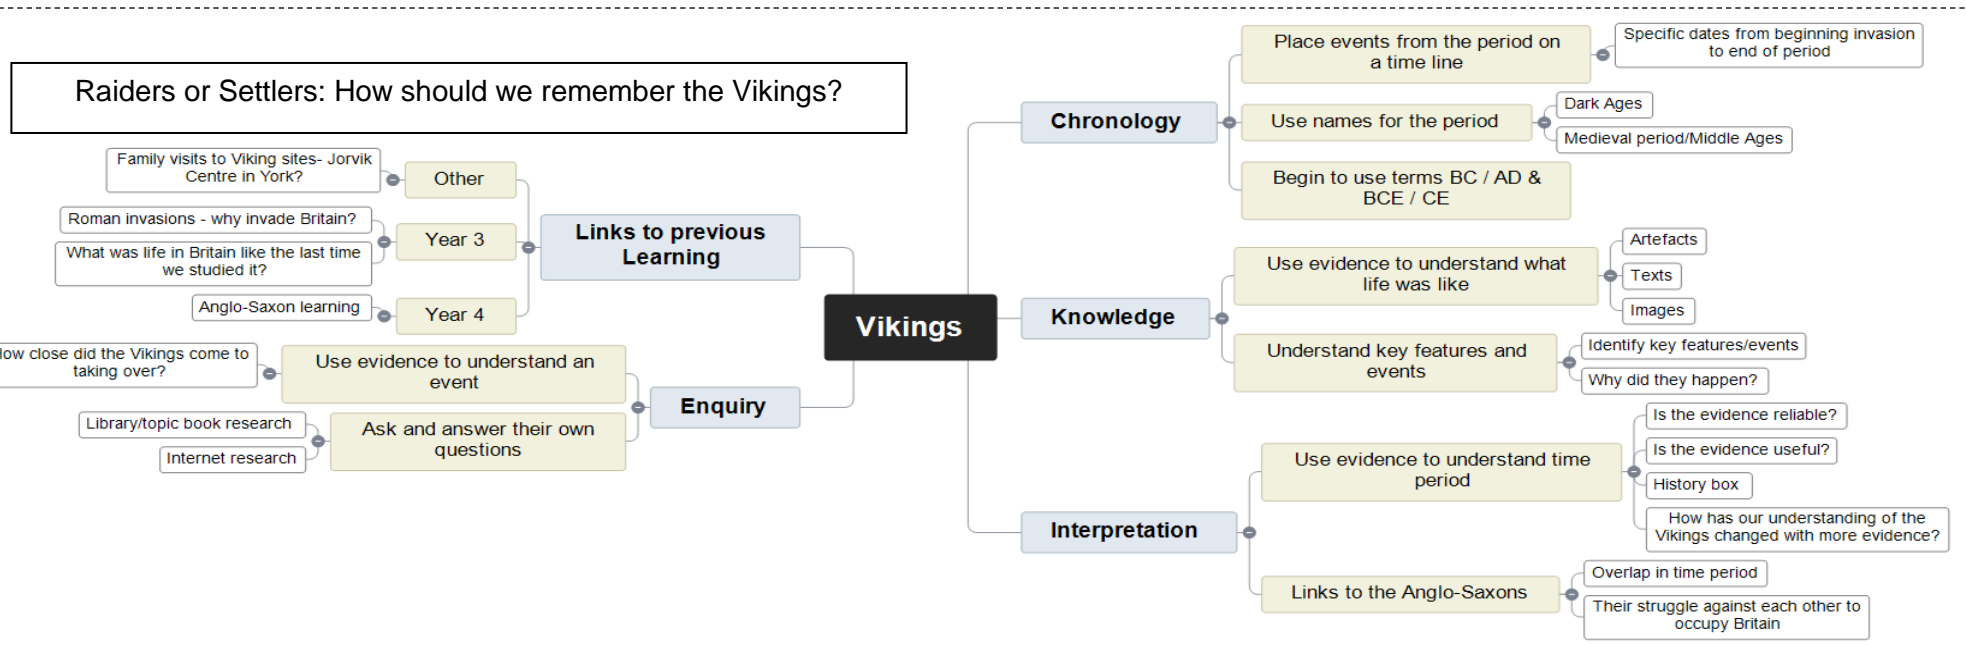 Raiders or Settlers: How should we remember the Vikings?
Family visits to Viking sites- Jorvik
Centre in York?
Other
Roman invasions - why invade Britain?
What was life in Britain like the last time
we studied it?
Year 3
Anglo-Saxon learning
Year 4
Links to previous
Learning
How close did the Vikings come to
taking over?
Use evidence to understand an
event
Library/topic book research
Internet research
Ask and answer their own
questions
Enquiry
Vikings
Chronology
Place events from the period on
a time line
Specific dates from beginning invasion
to end of period
Use names for the period
Dark Ages
Medieval period/Middle Ages
Begin to use terms BC / AD &
BCE / CE
Knowledge
Use evidence to understand what
life was like
Artefacts
Texts
Images
Understand key features and
events
Identify key features/events
Why did they happen?
Interpretation
Use evidence to understand time
period
Is the evidence reliable?
Is the evidence useful?
History box
How has our understanding of the
Vikings changed with more evidence?
Links to the Anglo-Saxons
Overlap in time period
Their struggle against each other to
occupy Britain